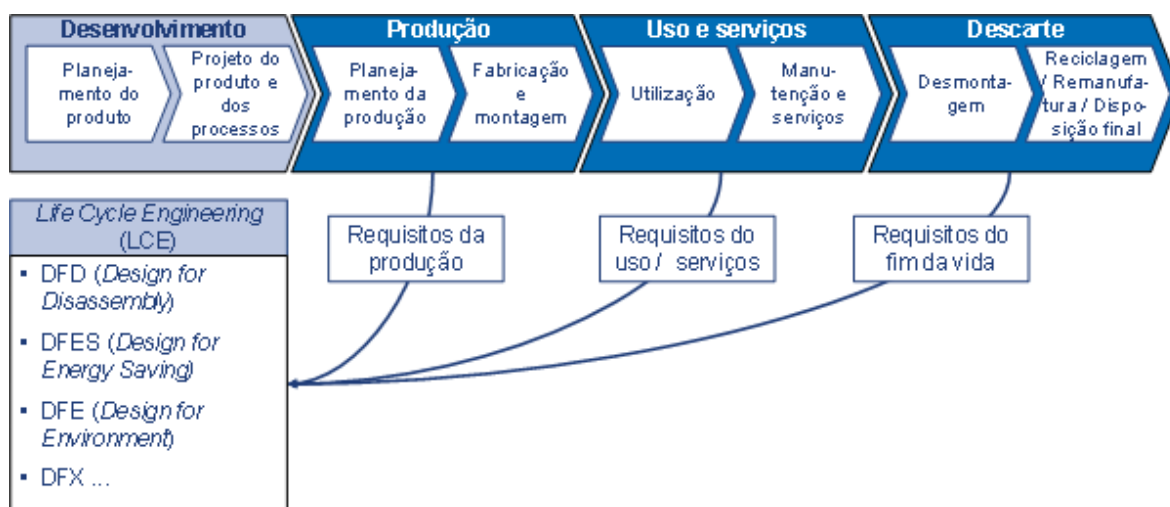 Desenvolvimento
Planeja-
mento do
produto
Projeto do
produto e
dos
processos
Produção
Planeja-
mento da
produção
Fabricação
e
montagem
Uso e serviços
Utilização
Manu-
tenção e
serviços
Descarte
Desmonta-
gem
Reciclagem
/ Remanufa-
tura / Dispo-
sição final
Life Cycle Engineering
(LCE)
▪ DFD (Design for
Disassembly)
▪ DFES (Design for
Energy Saving)
▪ DFE (Design for
Environment)
▪ DFX ...
Requisitos da
produção
Requisitos do
uso / serviços
Requisitos do
fim da vida